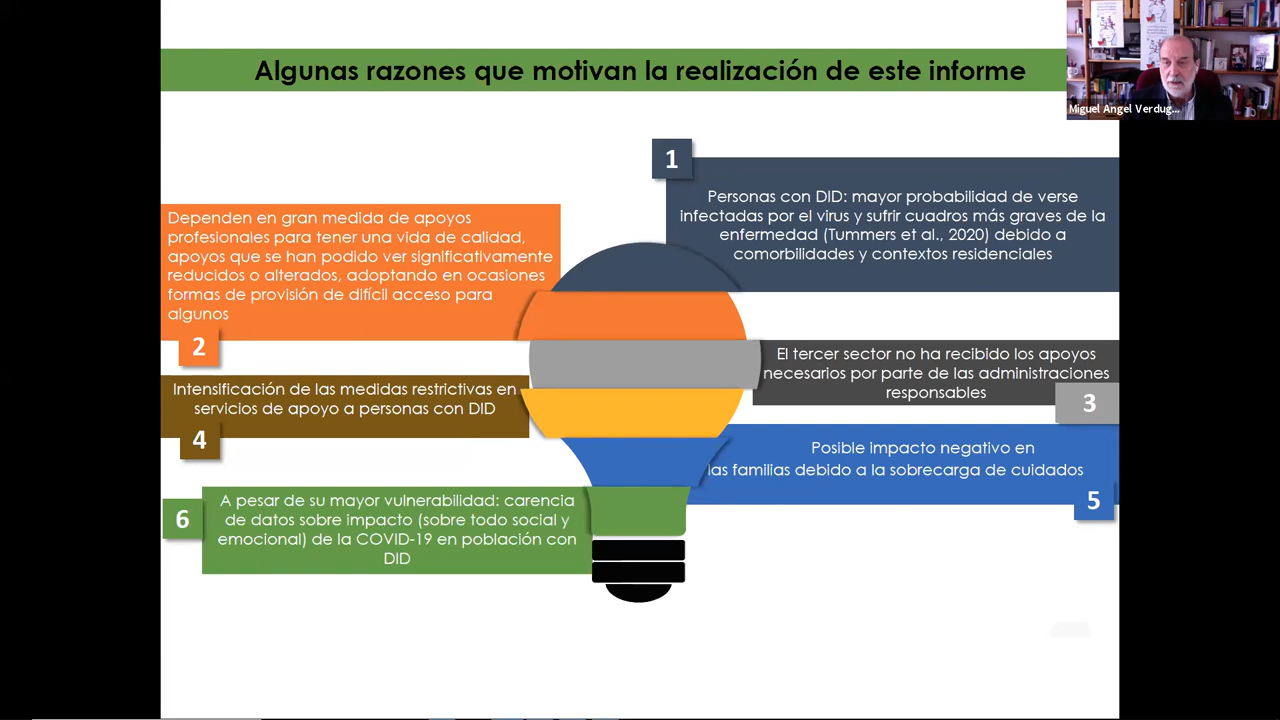 Algunas razones que motivan la realización de este informe
Miguel Angel Verdug...
1
Personas con DID: mayor probabilidad de verse
infectadas por el virus y sufrir cuadros más graves de la
enfermedad (Tummers et al., 2020) debido a
comorbilidades y contextos residenciales
Dependen en gran medida de apoyos
profesionales para tener una vida de calidad,
apoyos que se han podido ver significativamente
reducidos o alterados, adoptando en ocasiones
formas de provisión de difícil acceso para
algunos
2
El tercer sector no ha recibido los apoyos
necesarios por parte de las administraciones
responsables
3
Intensificación de las medidas restrictivas en
servicios de apoyo a personas con DID
4
Posible impacto negativo en
las familias debido a la sobrecarga de cuidados
5
6
A pesar de su mayor vulnerabilidad: carencia
de datos sobre impacto (sobre todo social y
emocional) de la COVID-19 en población con
DID